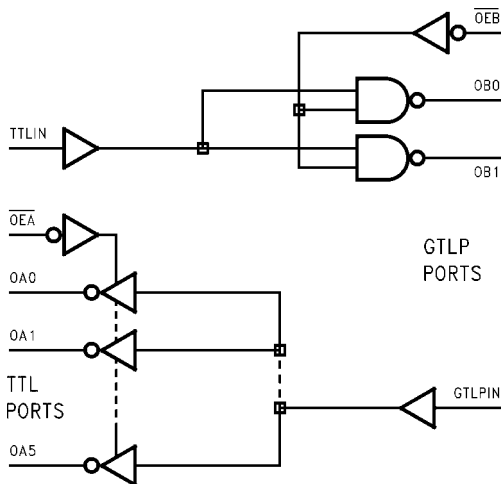 OEB
OB0
TTLIN
OB1
OEA
GTLP
PORTS
OA0
OA1
TTL
PORTS
GTLPIN
OA5